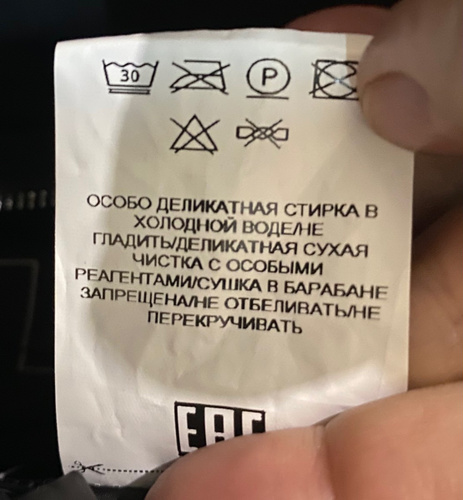 30
P
ОСОБО ДЕЛИКАТНАЯ СТИРКА В
ХОЛОДНОЙ ВОДЕ/НЕ
ГЛАДИТЬ/ДЕЛИКАТНАЯ СУХАЯ
ЧИСТКА С ОСОБЫМИ
РЕАГЕНТАМИ/СУШКА В БАРАБАНЕ
ЗАПРЕЩЕНА/НЕ ОТБЕЛИВАТЬ/НЕ
ПЕРЕКРУЧИВАТЬ
EAC